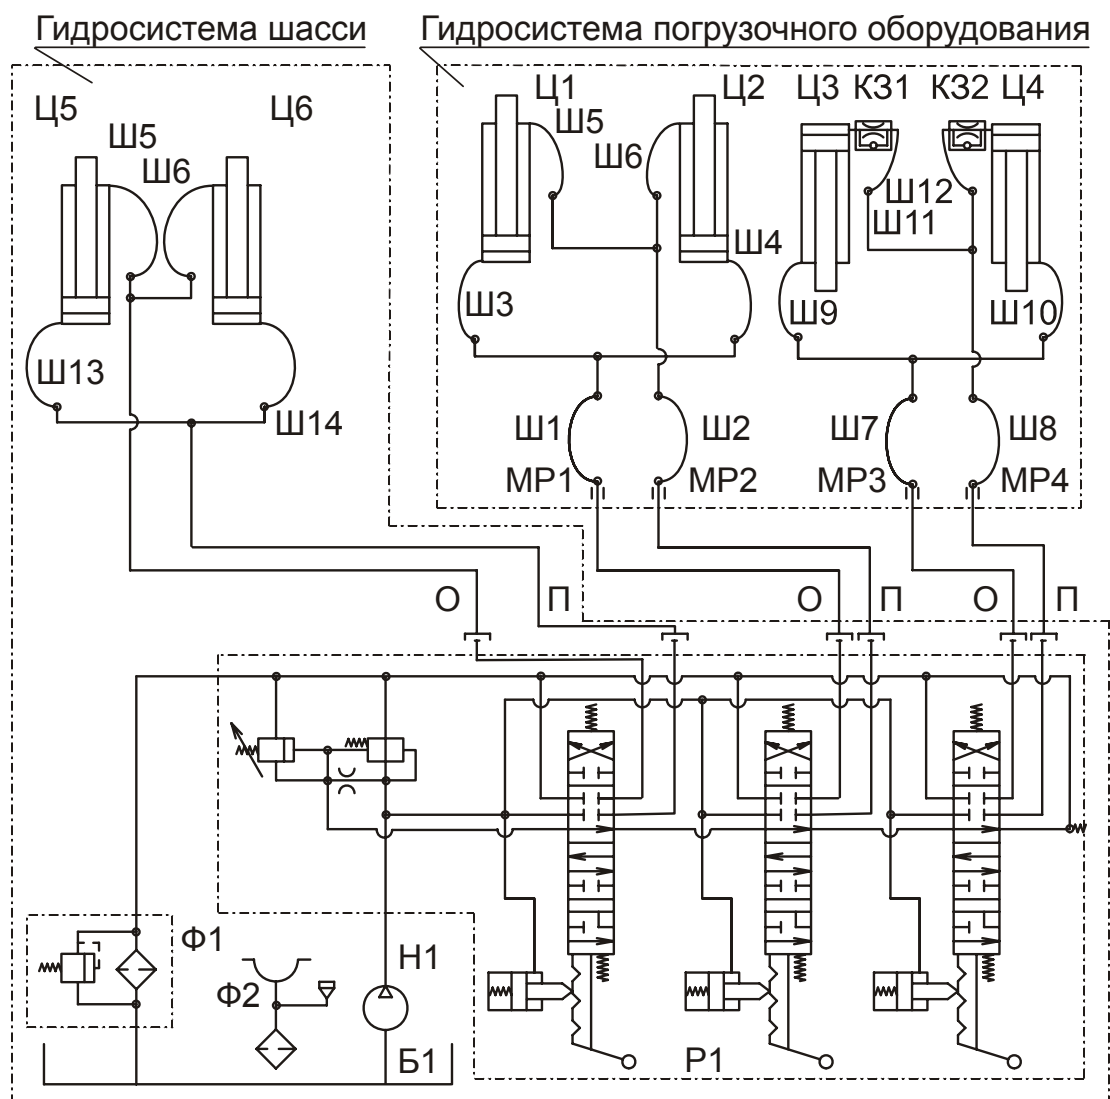 Гидросистема шасси
Гидросистема погрузочного оборудования
Ц5
Ц6
Ш5
Ш6
Ш13
Ш14
Ц1
Ц2
Ц3
КЗ1
КЗ2
Ц4
Ш5
Ш6
Ш12
Ш11
Ш4
Ш3
Ш9
Ш10
Ш1
Ш2
Ш7
Ш8
МР1
МР2
МР3
МР4
О
П
О
П
О
П
Ф1
Ф2
Н1
Б1
Р1